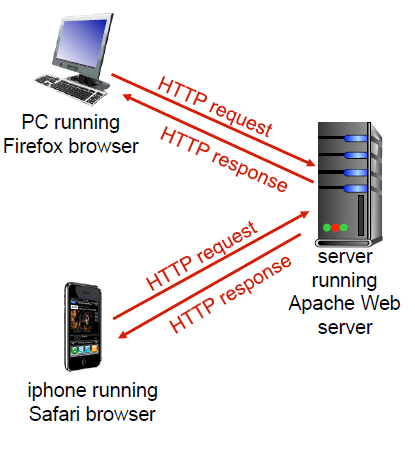 HTTP request
HTTP response
PC running
Firefox browser
HTTP request
HTTP response
server
running
Apache Web
server
iphone running
Safari browser